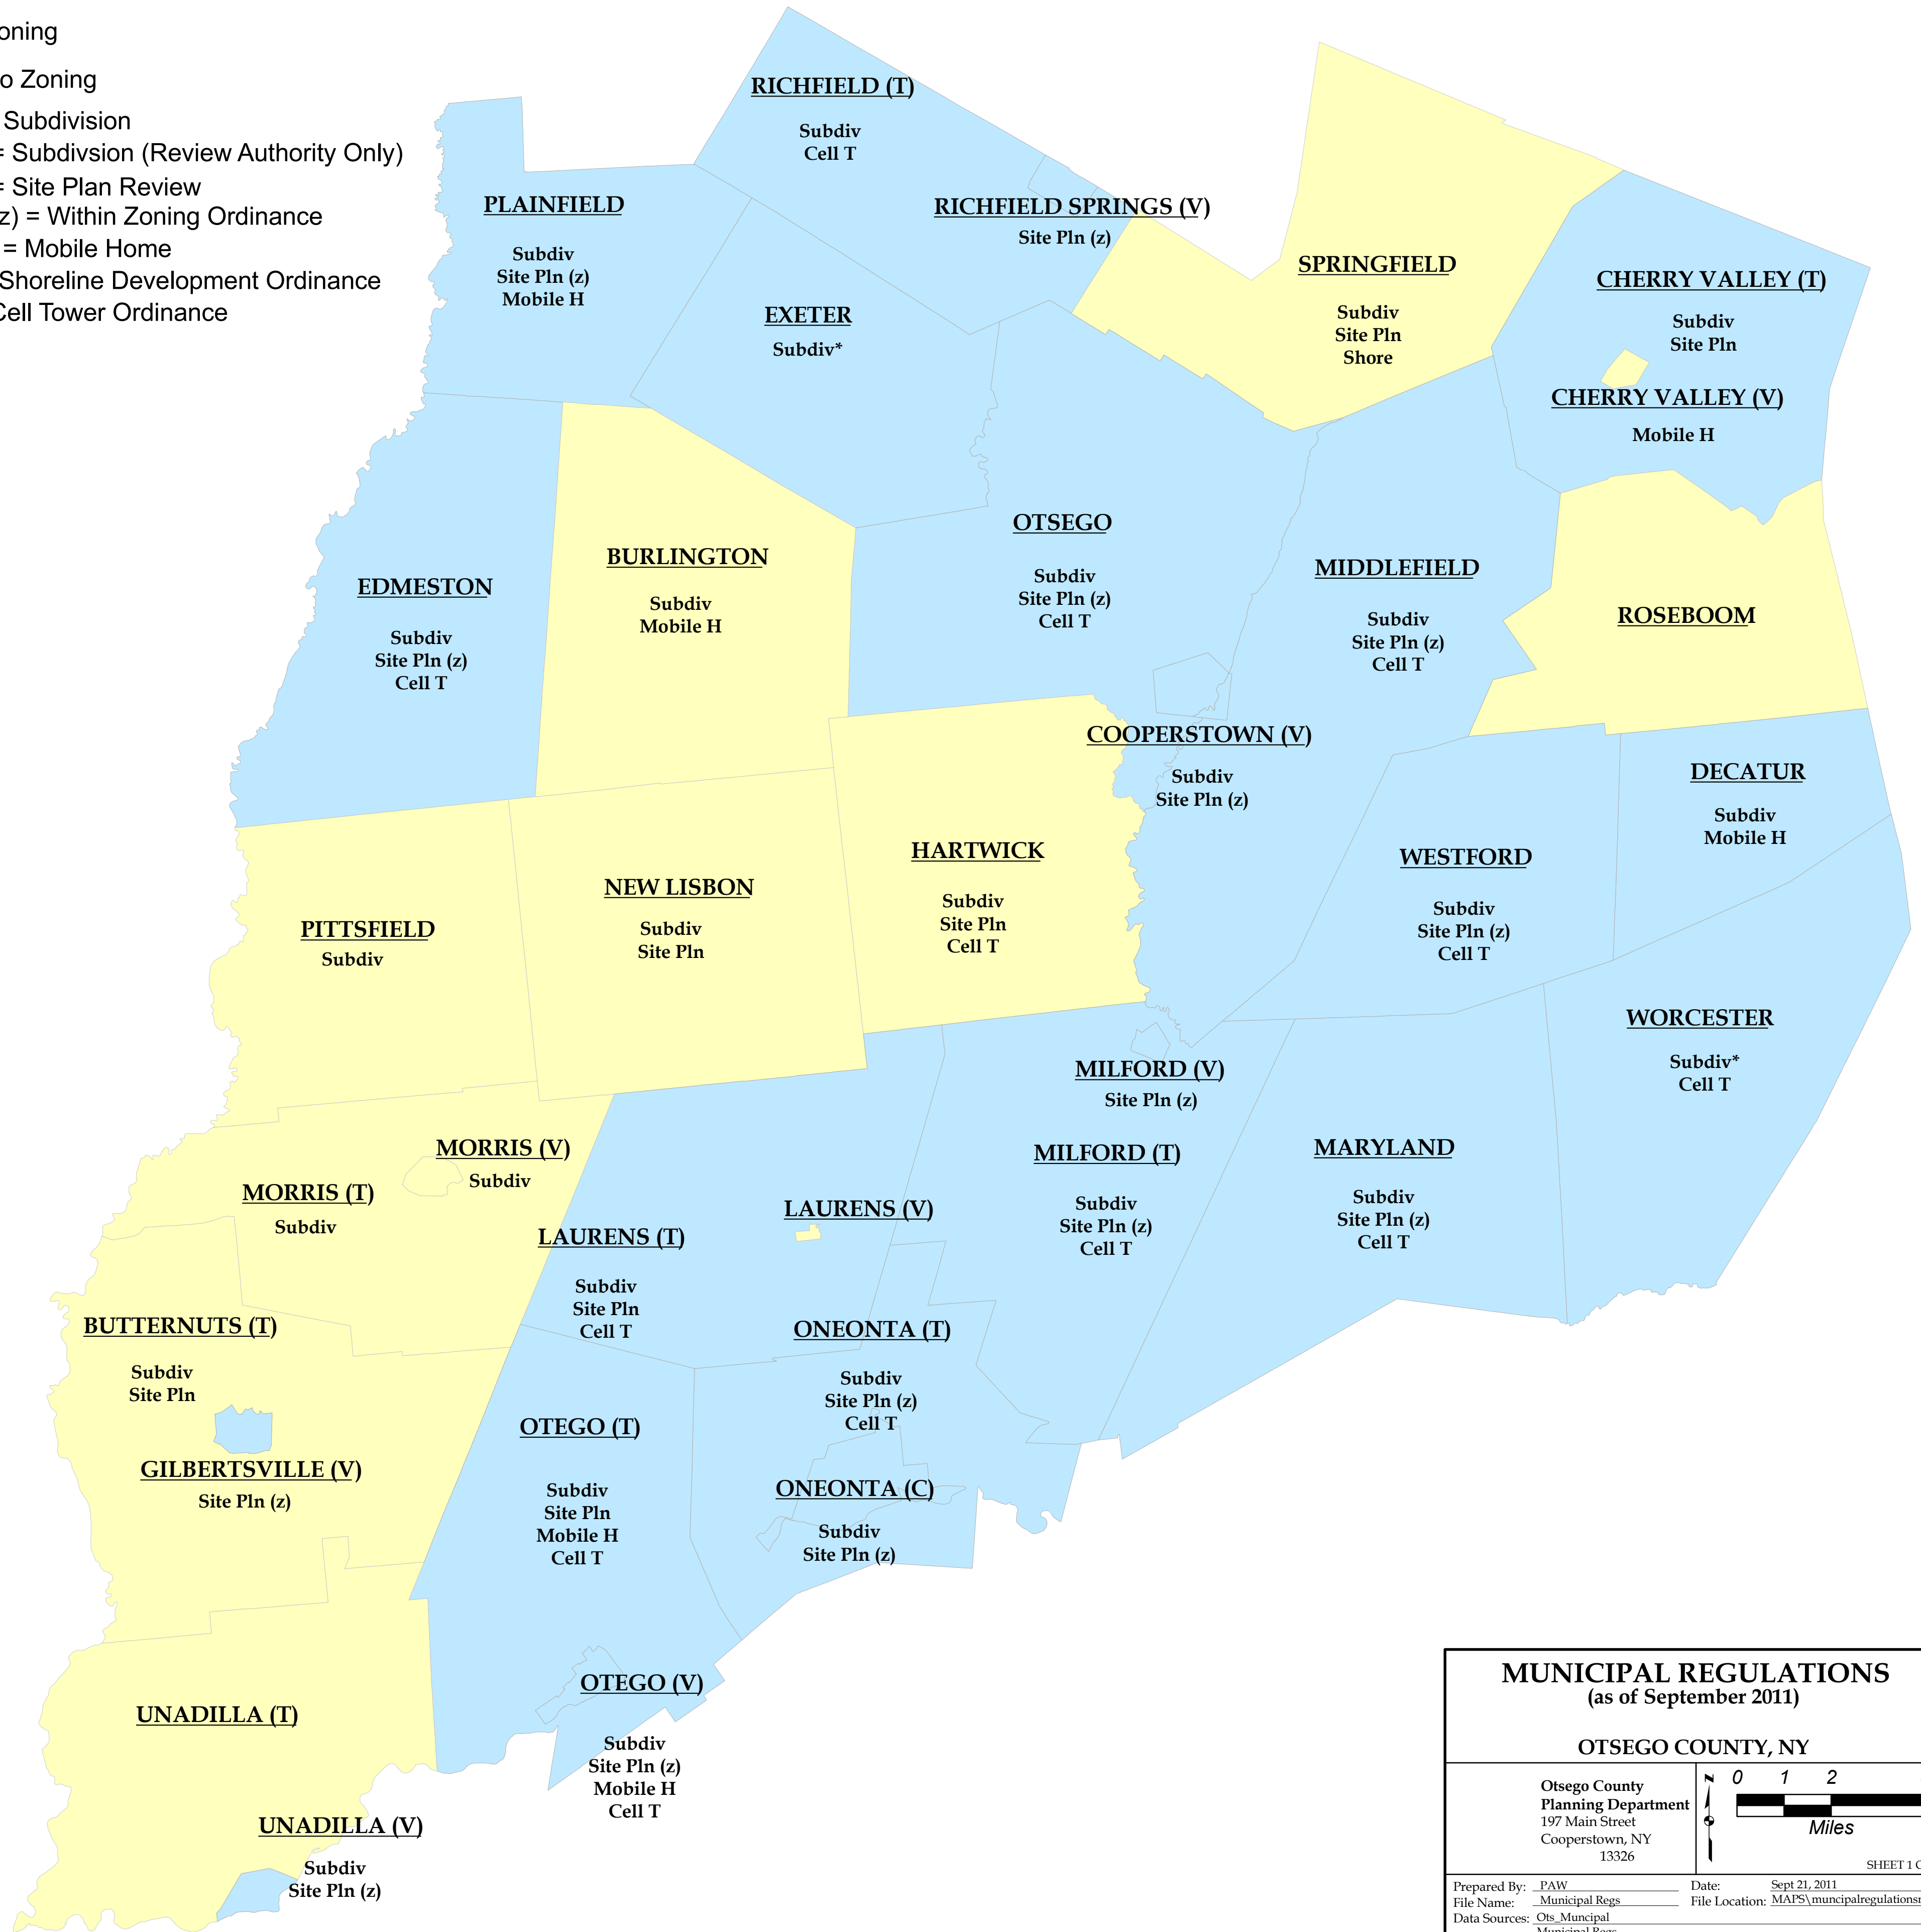 oning
o Zoning
Subdivision
= Subdivsion (Review Authority Only)
= Site Plan Review
z) = Within Zoning Ordinance
= Mobile Home
Shoreline Development Ordinance
Cell Tower Ordinance
RICHFIELD (T)
Subdiv
Cell T
PLAINFIELD
Subdiv
Site Pln (z)
Mobile H
RICHFIELD SPRINGS (V)
Site Pln (z)
EXETER
Subdiv*
SPRINGFIELD
Subdiv
Site Pln
Shore
CHERRY VALLEY (T)
Subdiv
Site Pln
CHERRY VALLEY (V)
Mobile H
OTSEGO
Subdiv
Site Pln (z)
Cell T
BURLINGTON
Subdiv
Mobile H
EDMESTON
Subdiv
Site Pln (z)
Cell T
MIDDLEFIELD
Subdiv
Site Pln (z)
Cell T
ROSEBOOM
COOPERSTOWN (V)
Subdiv
Site Pln (z)
DECATUR
Subdiv
Mobile H
HARTWICK
Subdiv
Site Pln
Cell T
WESTFORD
Subdiv
Site Pln (z)
Cell T
NEW LISBON
Subdiv
Site Pln
PITTSFIELD
Subdiv
WORCESTER
Subdiv*
Cell T
MILFORD (V)
Site Pln (z)
MILFORD (T)
Subdiv
Site Pln (z)
Cell T
MARYLAND
Subdiv
Site Pln (z)
Cell T
MORRIS (V)
Subdiv
MORRIS (T)
Subdiv
LAURENS (V)
LAURENS (T)
Subdiv
Site Pln
Cell T
BUTTERNUTS (T)
Subdiv
Site Pln
ONEONTA (T)
Subdiv
Site Pln (z)
Cell T
OTEGO (T)
Subdiv
Site Pln
Mobile H
Cell T
GILBERTSVILLE (V)
Site Pln (z)
ONEONTA (C)
Subdiv
Site Pln (z)
OTEGO (V)
Subdiv
Site Pln (z)
Mobile H
Cell T
UNADILLA (T)
UNADILLA (V)
Subdiv
Site Pln (z)
MUNICIPAL REGULATIONS
(as of September 2011)
OTSEGO COUNTY, NY
Otsego County
Planning Department
197 Main Street
Cooperstown, NY
13326
N
0 1 2
Miles
SHEET 1
Prepared By: PAW Date: Sept 21, 2011
File Name: Municipal Regs File Location: MAPS\muncipalregulations
Data Sources: Ots_Muncipal
Municipal Regs